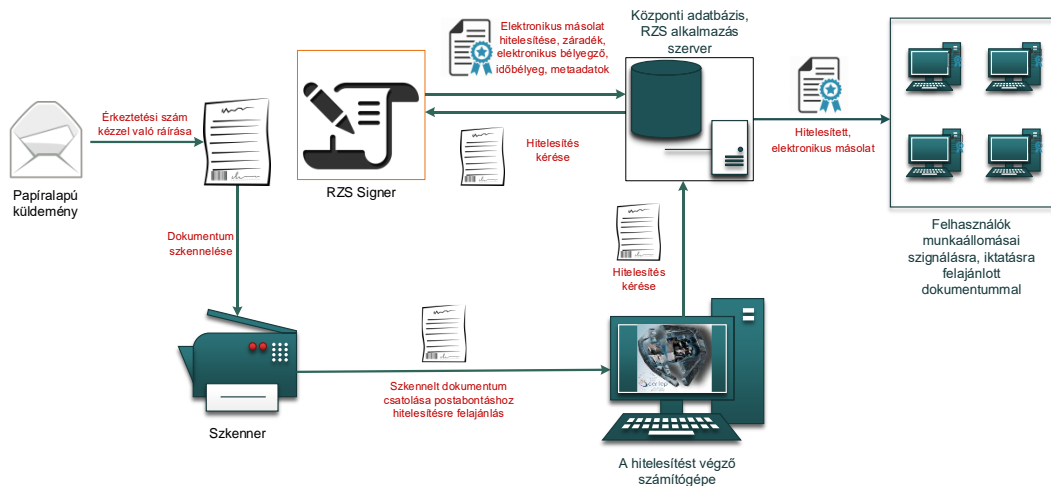 Elektronikus másolat
hitelesítése, záradék,
elektronikus bélyegző,
időbélyeg, metaadatok
Központi adatbázis,
RZS alkalmazás
szerver
Érkeztetési szám
kézzel való ráírása
Papíralapú
küldemény
RZS Signer
Hitelesítés
kérése
Hitelesített,
elektronikus másolat
Felhasználók
munkaállomásai
szignálásra, iktatásra
felajánlott
dokumentummal
Dokumentum
szkennelése
Hitelesítés
kérése
Szkennelt dokumentum
csatolása postabontáshoz
hitelesítésre felajánlás
Szkenner
A hitelesítést végző
számítógépe